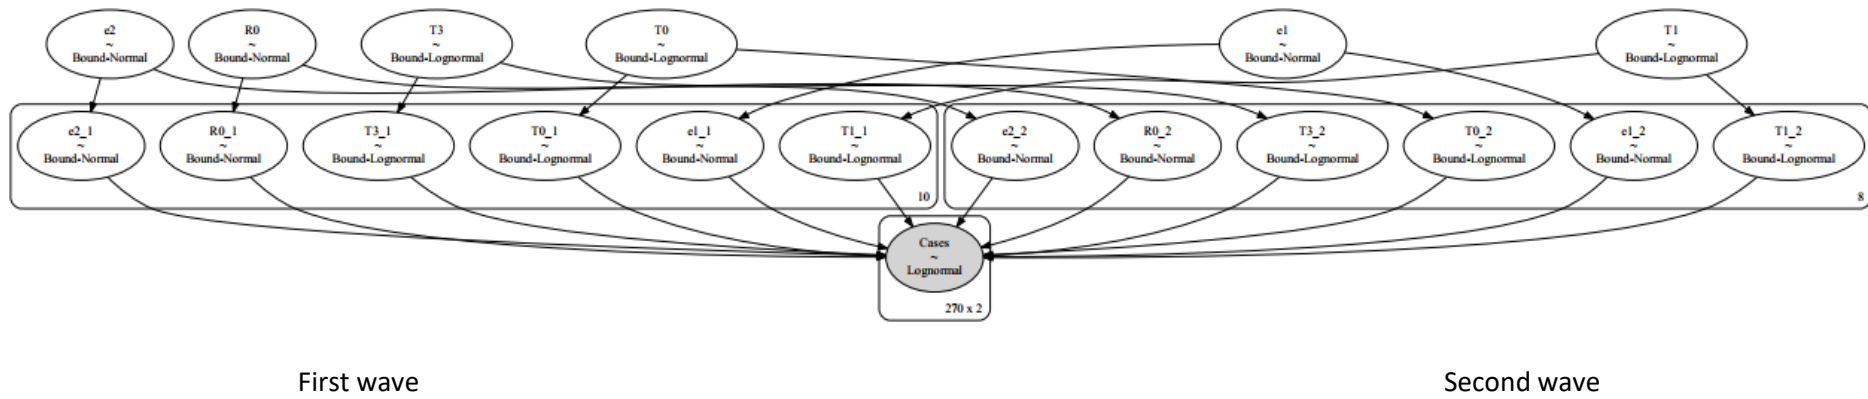 e2
~
Bound-Normal
R0
~
Bound-Normal
T3
~
Bound-Lognormal
T0
~
Bound-Lognormal
e1
~
Bound-Normal
T1
~
Bound-Lognormal
e2_1
~
Bound-Normal
R0_1
~
Bound-Normal
T3_1
~
Bound-Lognormal
T0_1
~
Bound-Lognormal
e1_1
~
Bound-Normal
T1_1
~
Bound-Lognormal
10
e2_2
~
Bound-Normal
R0_2
~
Bound-Normal
T3_2
~
Bound-Lognormal
T0_2
~
Bound-Lognormal
e1_2
~
Bound-Normal
T1_2
~
Bound-Lognormal
8
Cases
~
Lognormal
270 x 2
First wave
Second wave